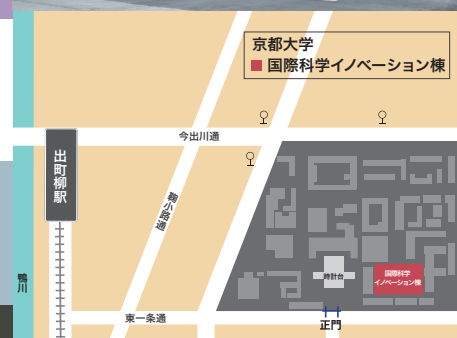 京都大学
国際科学イノベーション棟
今出川通
出町柳駅
鞠小路通
鴨川
時計台
国際科学
イノベーション棟
東一条通
正門